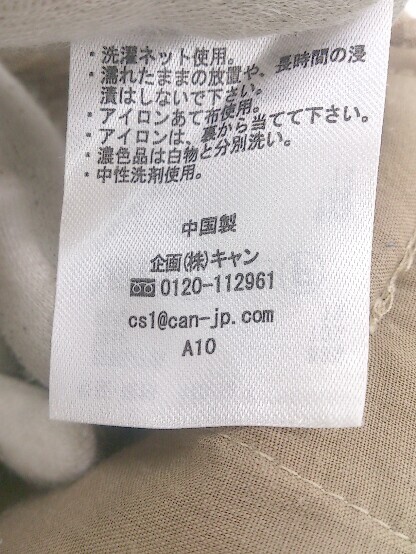 ・洗濯ネット使用。
・濡れたままの放置や、長時間の浸
漬はしないで下さい。
・アイロンあて布使用。
・アイロンは、裏から当てて下さい。
・濃色品は白物と分別洗い。
・中性洗剤使用。
中国製
企画(株)キャン
0120-112961
cs1@can-jp.com
A10